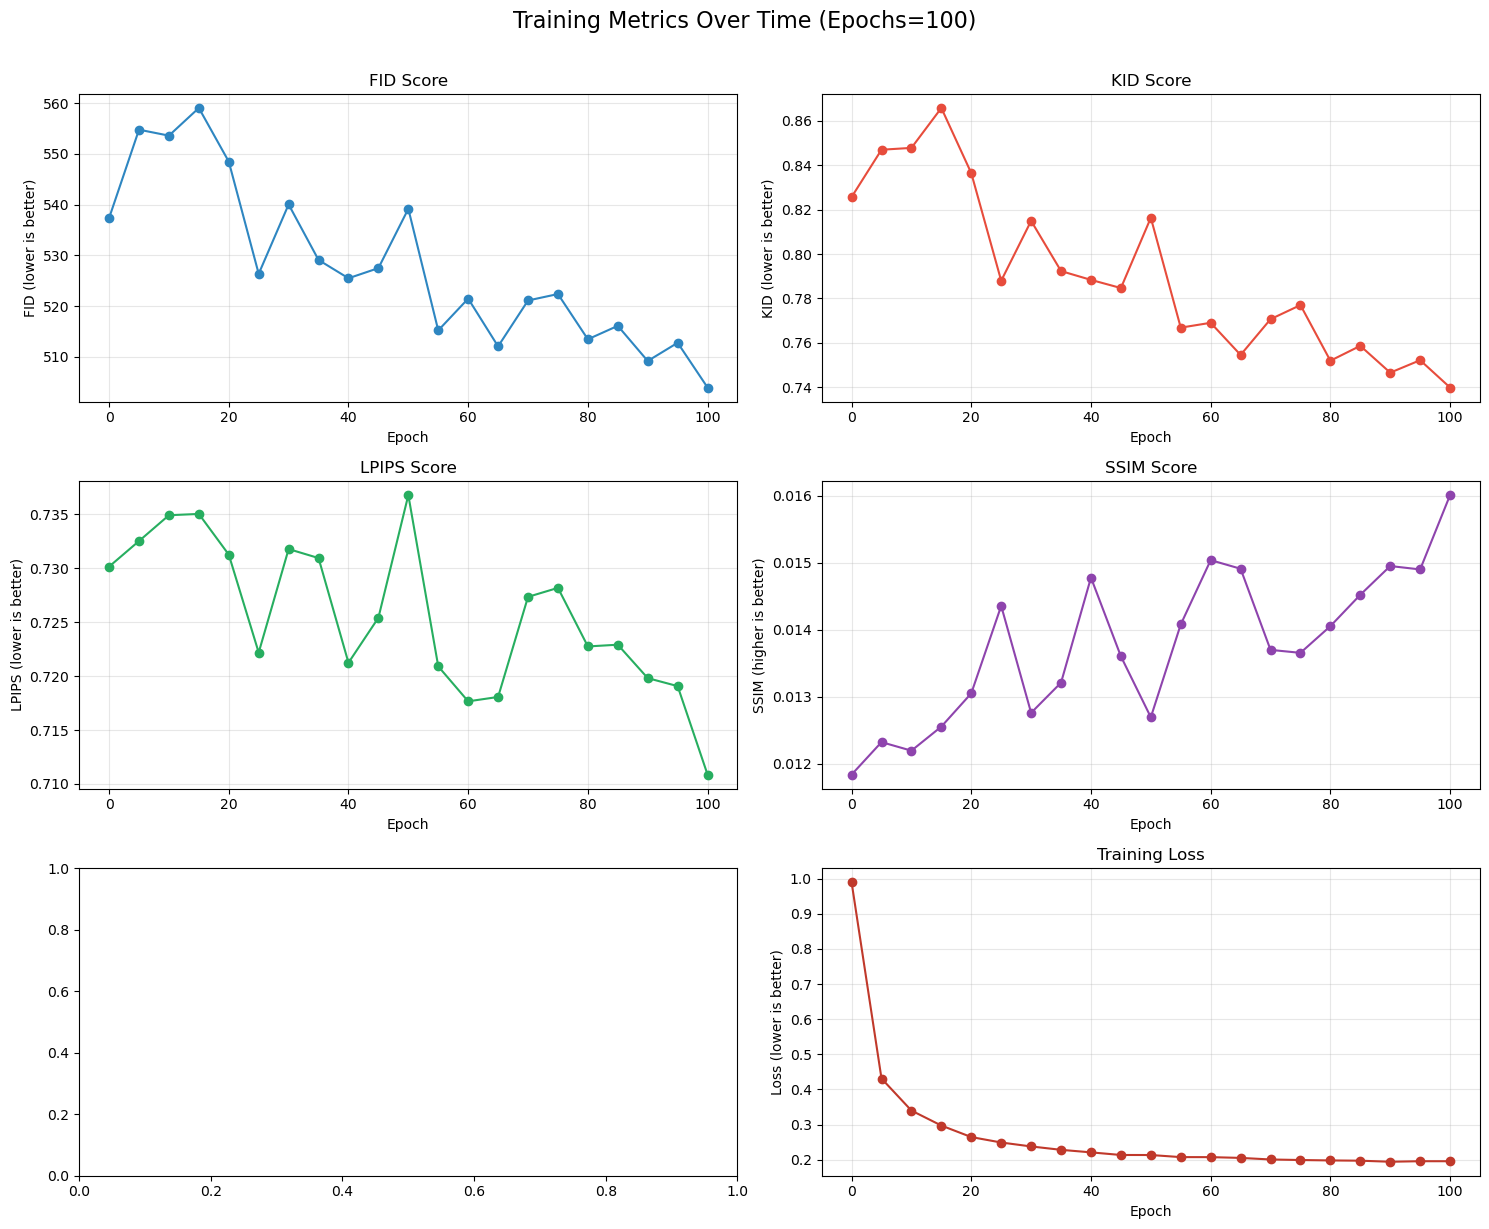 Training Metrics Over Time (Epochs=100)
FID Score
FID (lower is better)
560
550
540
530
520
510
0 20 40 60 80 100
Epoch
KID Score
KID (lower is better)
0.86
0.84
0.82
0.80
0.78
0.76
0.74
0 20 40 60 80 100
Epoch
LPIPS Score
LPIPS (lower is better)
0.735
0.730
0.725
0.720
0.715
0.710
0 20 40 60 80 100
Epoch
SSIM Score
SSIM (higher is better)
0.016
0.015
0.014
0.013
0.012
0 20 40 60 80 100
Epoch
1.0
0.8
0.6
0.4
0.2
0.0
0.0 0.2 0.4 0.6 0.8 1.0
Training Loss
Loss (lower is better)
1.0
0.9
0.8
0.7
0.6
0.5
0.4
0.3
0.2
0 20 40 60 80 100
Epoch